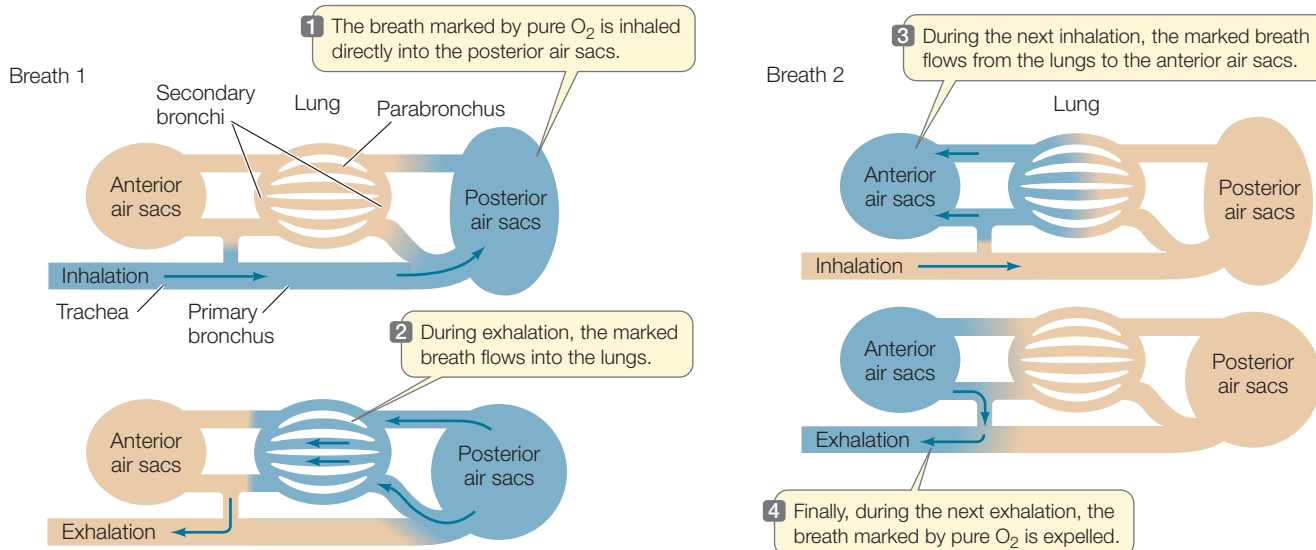 Breath 1
1 The breath marked by pure O₂ is inhaled
directly into the posterior air sacs.
Secondary
bronchi
Lung
Parabronchus
Anterior
air sacs
Posterior
air sacs
Inhalation
Trachea
Primary
bronchus
2 During exhalation, the marked
breath flows into the lungs.
Anterior
air sacs
Posterior
air sacs
Exhalation
Breath 2
3 During the next inhalation, the marked breath
flows from the lungs to the anterior air sacs.
Lung
Anterior
air sacs
Posterior
air sacs
Inhalation
Anterior
air sacs
Posterior
air sacs
Exhalation
4 Finally, during the next exhalation, the
breath marked by pure O₂ is expelled.